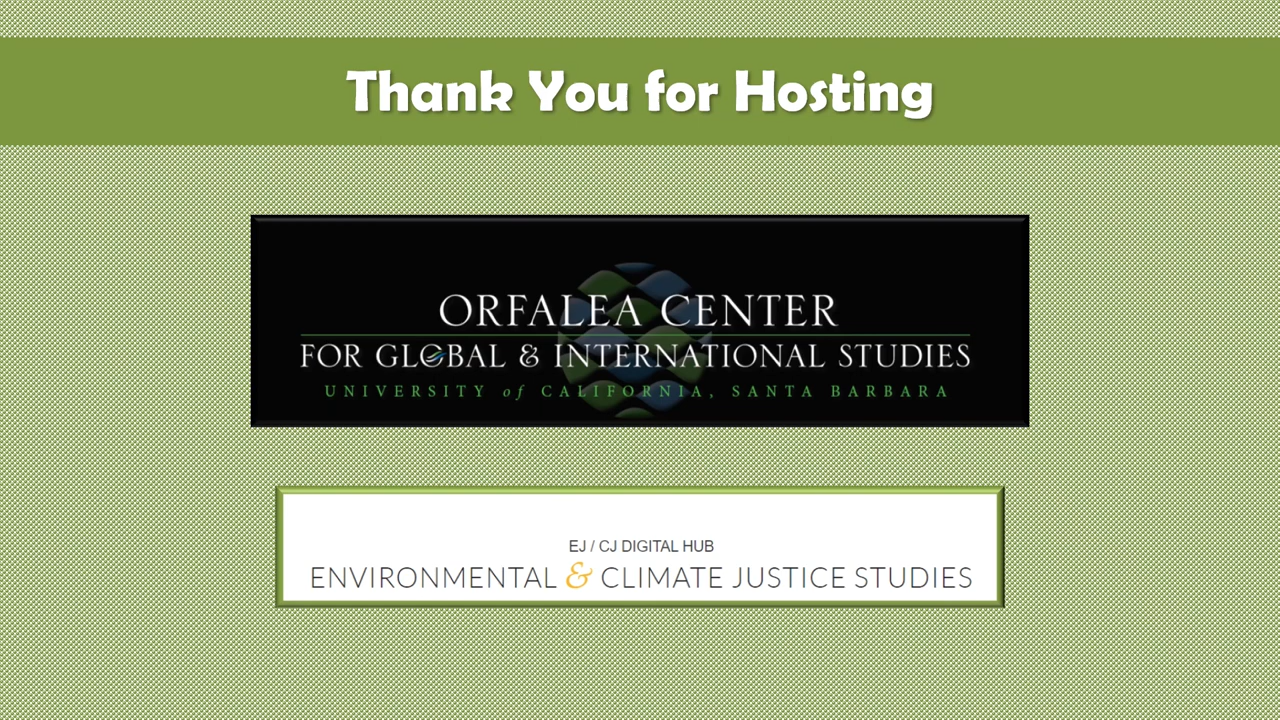 Thank You for Hosting
ORFALEA CENTER
FOR GLOBAL & INTERNATIONAL STUDIES
UNIVERSITY of CALIFORNIA, SANTA BARBARA
EJ / CJ DIGITAL HUB
ENVIRONMENTAL & CLIMATE JUSTICE STUDIES